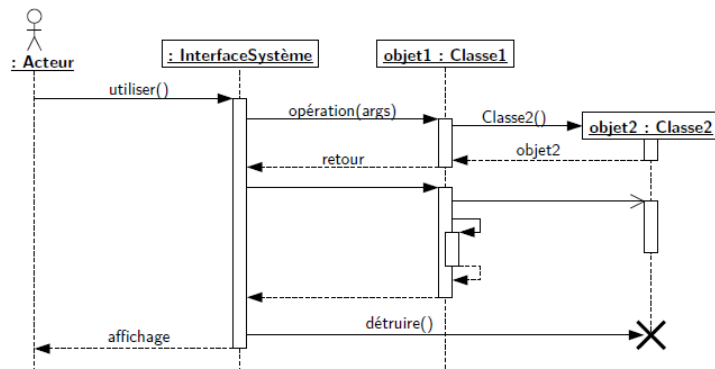 : Acteur
: InterfaceSystème
objet1 : Classe1
utiliser()
opération(args)
Classe2()
objet2 : Classe2
retour
objet2
détruire()
affichage